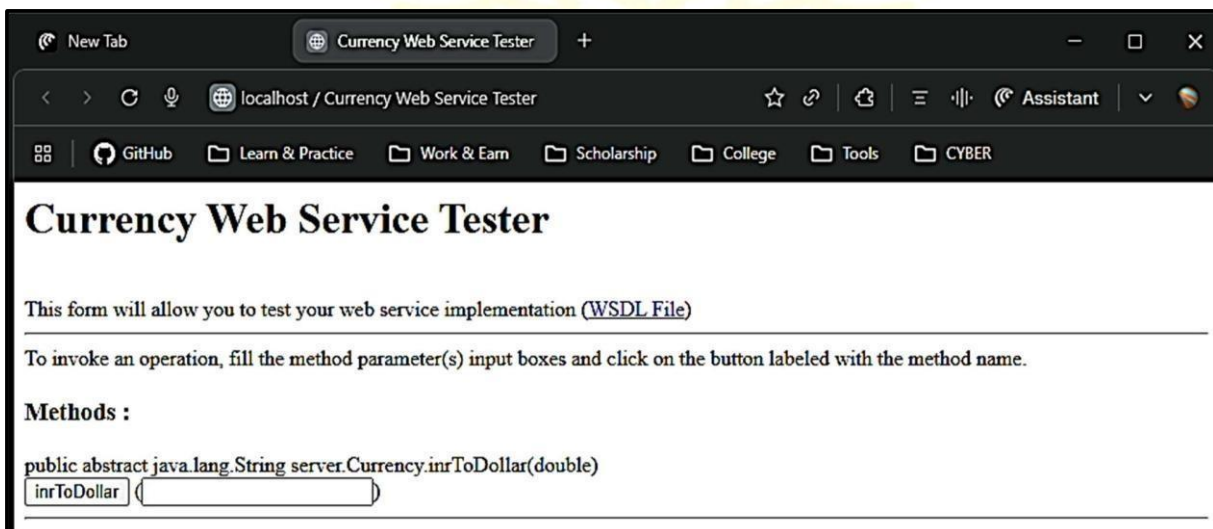 New Tab
Currency Web Service Tester
localhost / Currency Web Service Tester
Assistant
GitHub
Learn & Practice
Work & Earn
Scholarship
College
Tools
CYBER
Currency Web Service Tester
This form will allow you to test your web service implementation (WSDL File)
To invoke an operation, fill the method parameter(s) input boxes and click on the button labeled with the method name.
Methods :
public abstract java.lang.String server.Currency.inrToDollar(double)
inrToDollar ( )